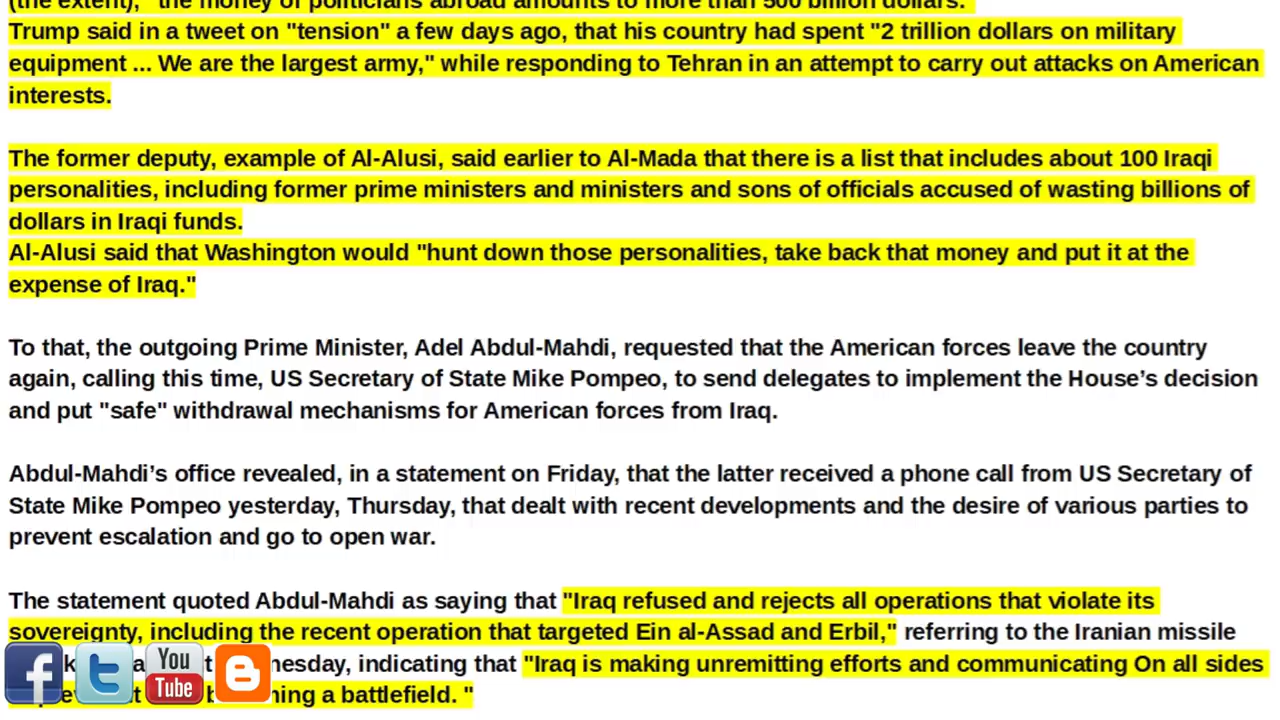 (the extent), "the money of politicians abroad amounts to more than 500 billion dollars."
Trump said in a tweet on "tension" a few days ago, that his country had spent "2 trillion dollars on military
equipment ... We are the largest army," while responding to Tehran in an attempt to carry out attacks on American
interests.
The former deputy, example of Al-Alusi, said earlier to Al-Mada that there is a list that includes about 100 Iraqi
personalities, including former prime ministers and ministers and sons of officials accused of wasting billions of
dollars in Iraqi funds.
Al-Alusi said that Washington would "hunt down those personalities, take back that money and put it at the
expense of Iraq."
To that, the outgoing Prime Minister, Adel Abdul-Mahdi, requested that the American forces leave the country
again, calling this time, US Secretary of State Mike Pompeo, to send delegates to implement the House’s decision
and put "safe" withdrawal mechanisms for American forces from Iraq.
Abdul-Mahdi’s office revealed, in a statement on Friday, that the latter received a phone call from US Secretary of
State Mike Pompeo yesterday, Thursday, that dealt with recent developments and the desire of various parties to
prevent escalation and go to open war.
The statement quoted Abdul-Mahdi as saying that "Iraq refused and rejects all operations that violate its
sovereignty, including the recent operation that targeted Ein al-Assad and Erbil," referring to the Iranian missile
indicating that "Iraq is making unremitting efforts and communicating On all sides
a battlefield. "
You
Tube